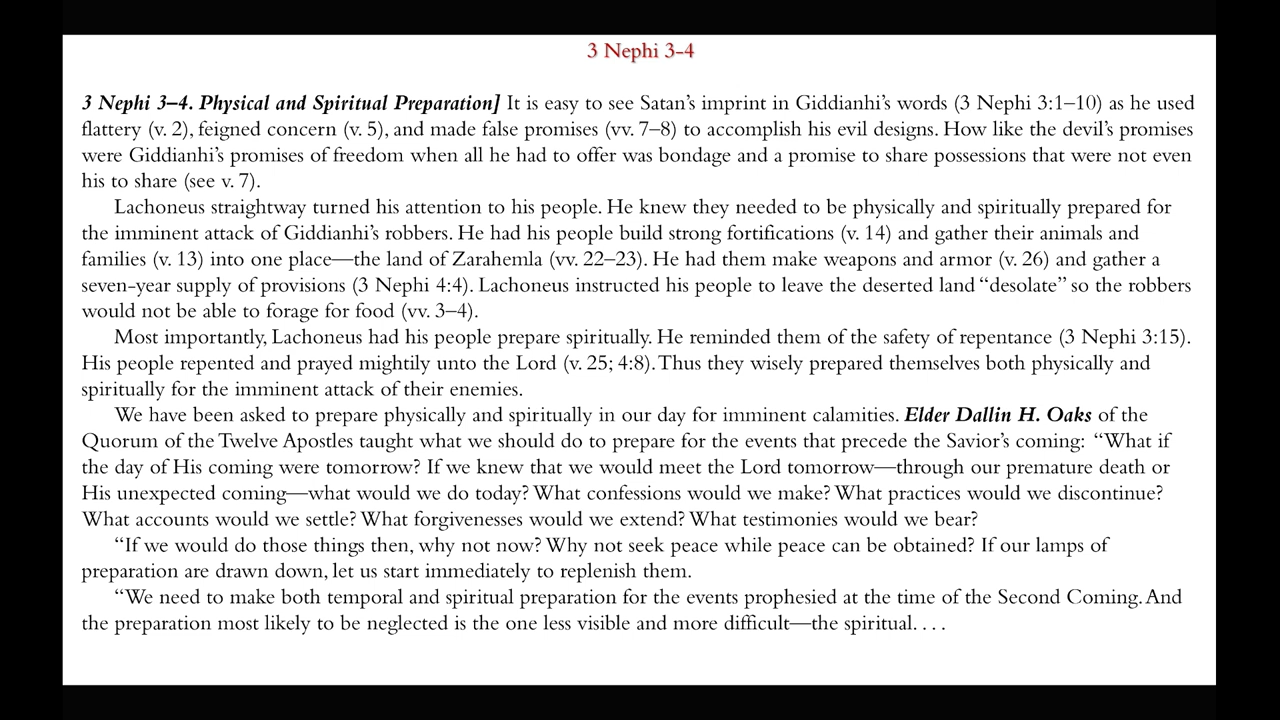 3 Nephi 3-4
3 Nephi 3–4. Physical and Spiritual Preparation] It is easy to see Satan’s imprint in Giddianhi’s words (3 Nephi 3:1–10) as he used
flattery (v. 2), feigned concern (v. 5), and made false promises (vv. 7–8) to accomplish his evil designs. How like the devil’s promises
were Giddianhi’s promises of freedom when all he had to offer was bondage and a promise to share possessions that were not even
his to share (see v. 7).
Lachoneus straightway turned his attention to his people. He knew they needed to be physically and spiritually prepared for
the imminent attack of Giddianhi’s robbers. He had his people build strong fortifications (v. 14) and gather their animals and
families (v. 13) into one place—the land of Zarahemla (vv. 22–23). He had them make weapons and armor (v. 26) and gather a
seven-year supply of provisions (3 Nephi 4:4). Lachoneus instructed his people to leave the deserted land “desolate” so the robbers
would not be able to forage for food (vv. 3–4).
Most importantly, Lachoneus had his people prepare spiritually. He reminded them of the safety of repentance (3 Nephi 3:15).
His people repented and prayed mightily unto the Lord (v. 25; 4:8). Thus they wisely prepared themselves both physically and
spiritually for the imminent attack of their enemies.
We have been asked to prepare physically and spiritually in our day for imminent calamities. Elder Dallin H. Oaks of the
Quorum of the Twelve Apostles taught what we should do to prepare for the events that precede the Savior’s coming: “What if
the day of His coming were tomorrow? If we knew that we would meet the Lord tomorrow—through our premature death or
His unexpected coming—what would we do today? What confessions would we make? What practices would we discontinue?
What accounts would we settle? What forgivenesses would we extend? What testimonies would we bear?
“If we would do those things then, why not now? Why not seek peace while peace can be obtained? If our lamps of
preparation are drawn down, let us start immediately to replenish them.
“We need to make both temporal and spiritual preparation for the events prophesied at the time of the Second Coming. And
the preparation most likely to be neglected is the one less visible and more difficult—the spiritual. . . .